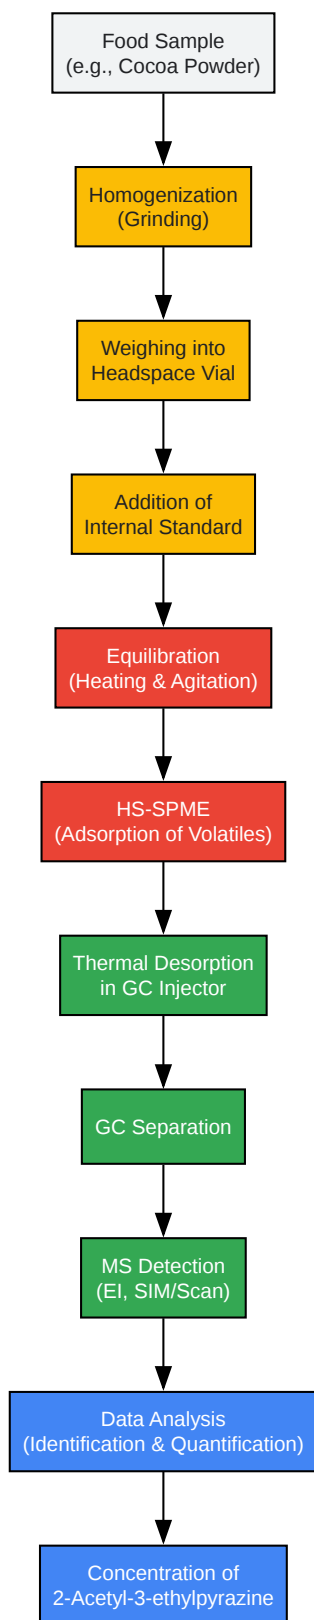 Food Sample
(e.g., Cocoa Powder)
Homogenization
(Grinding)
Weighing into
Headspace Vial
Addition of
Internal Standard
Equilibration
(Heating & Agitation)
HS-SPME
(Adsorption of Volatiles)
Thermal Desorption
in GC Injector
GC Separation
MS Detection
(EI, SIM/Scan)
Data Analysis
(Identification & Quantification)
Concentration of
2-Acetyl-3-ethylpyrazine